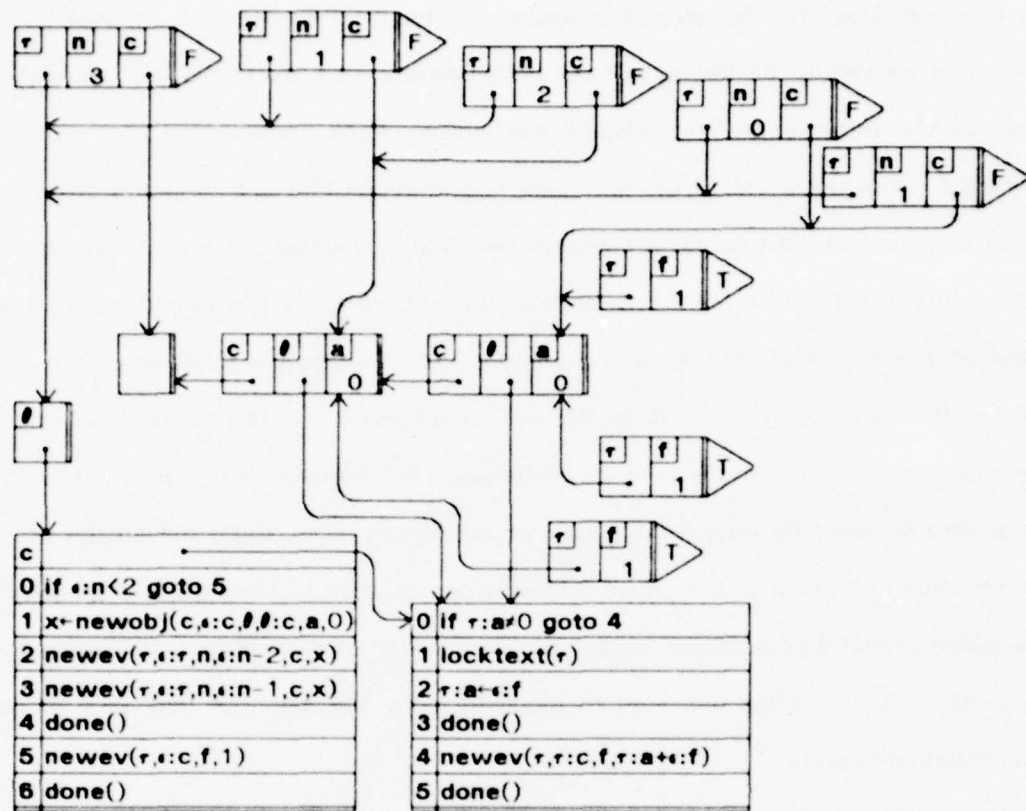 τ n c
3
F
τ n c
1
F
τ n c
2
F
τ n c
0
F
τ n c
1
F
τ f
1
T
c θ a
0
c θ a
0
θ
τ f
1
T
τ f
1
T
c
0 if ε:n<2 goto 5
1 x←newobj(c,ε:c,θ,θ:c,a,0)
2 newev(τ,ε:τ,n,ε:n-2,c,x)
3 newev(τ,ε:τ,n,ε:n-1,c,x)
4 done()
5 newev(τ,ε:c,f,1)
6 done()
0 if τ:a≠0 goto 4
1 locktext(τ)
2 τ:a←ε:f
3 done()
4 newev(τ,τ:c,f,τ:a+ε:f)
5 done()